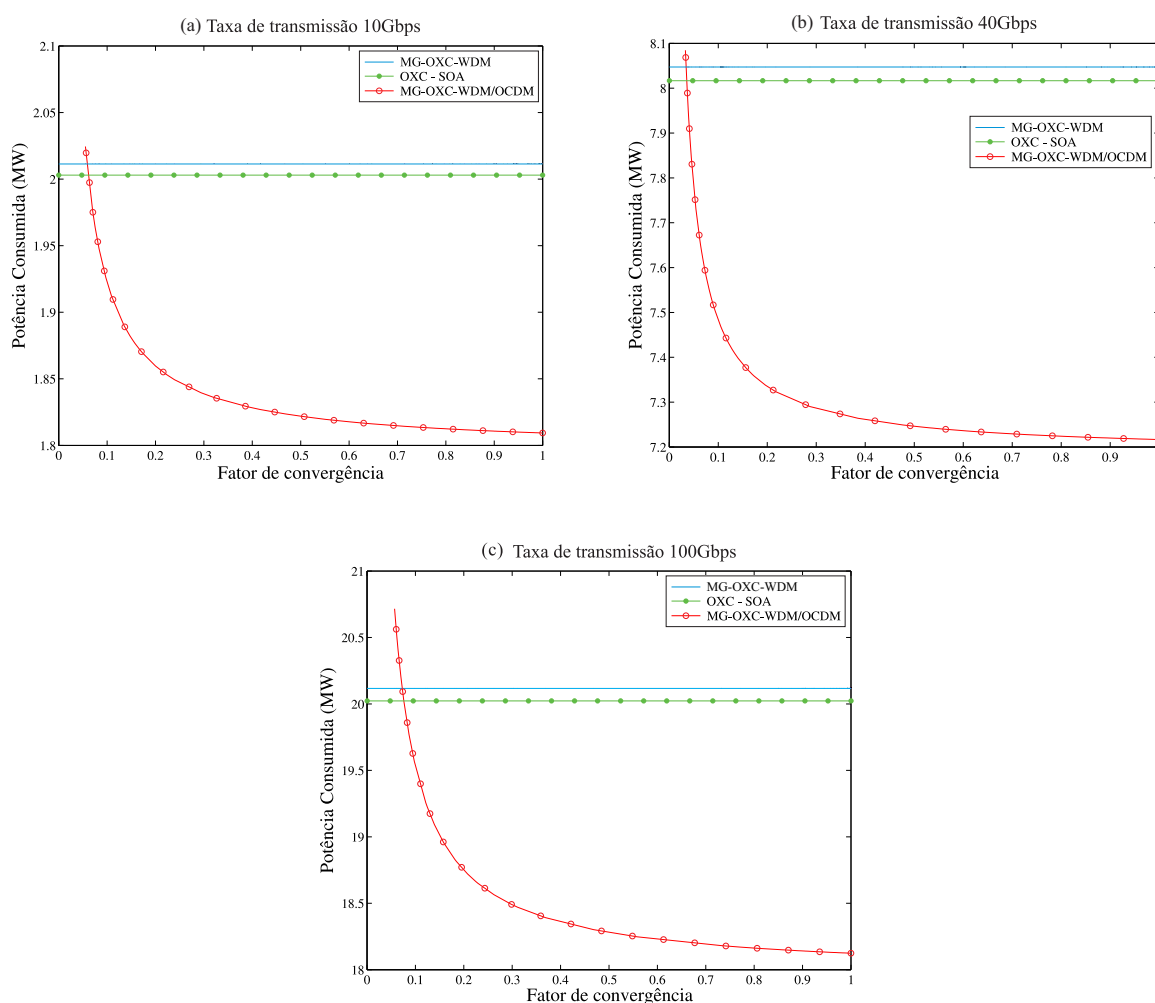 (a) Taxa de transmissão 10Gbps
2.1
2.05
2
1.95
1.9
1.85
1.8
Potência Consumida (MW)
MG-OXC-WDM
OXC - SOA
MG-OXC-WDM/OCDM
0 0.1 0.2 0.3 0.4 0.5 0.6 0.7 0.8 0.9 1
Fator de convergência
(b) Taxa de transmissão 40Gbps
8.1
8
7.9
7.8
7.7
7.6
7.5
7.4
7.3
7.2
Potência Consumida (MW)
MG-OXC-WDM
OXC - SOA
MG-OXC-WDM/OCDM
0 0.1 0.2 0.3 0.4 0.5 0.6 0.7 0.8 0.9
Fator de convergência
(c) Taxa de transmissão 100Gbps
21
20.5
20
19.5
19
18.5
18
Potência Consumida (MW)
MG-OXC-WDM
OXC - SOA
MG-OXC-WDM/OCDM
0 0.1 0.2 0.3 0.4 0.5 0.6 0.7 0.8 0.9 1
Fator de convergência